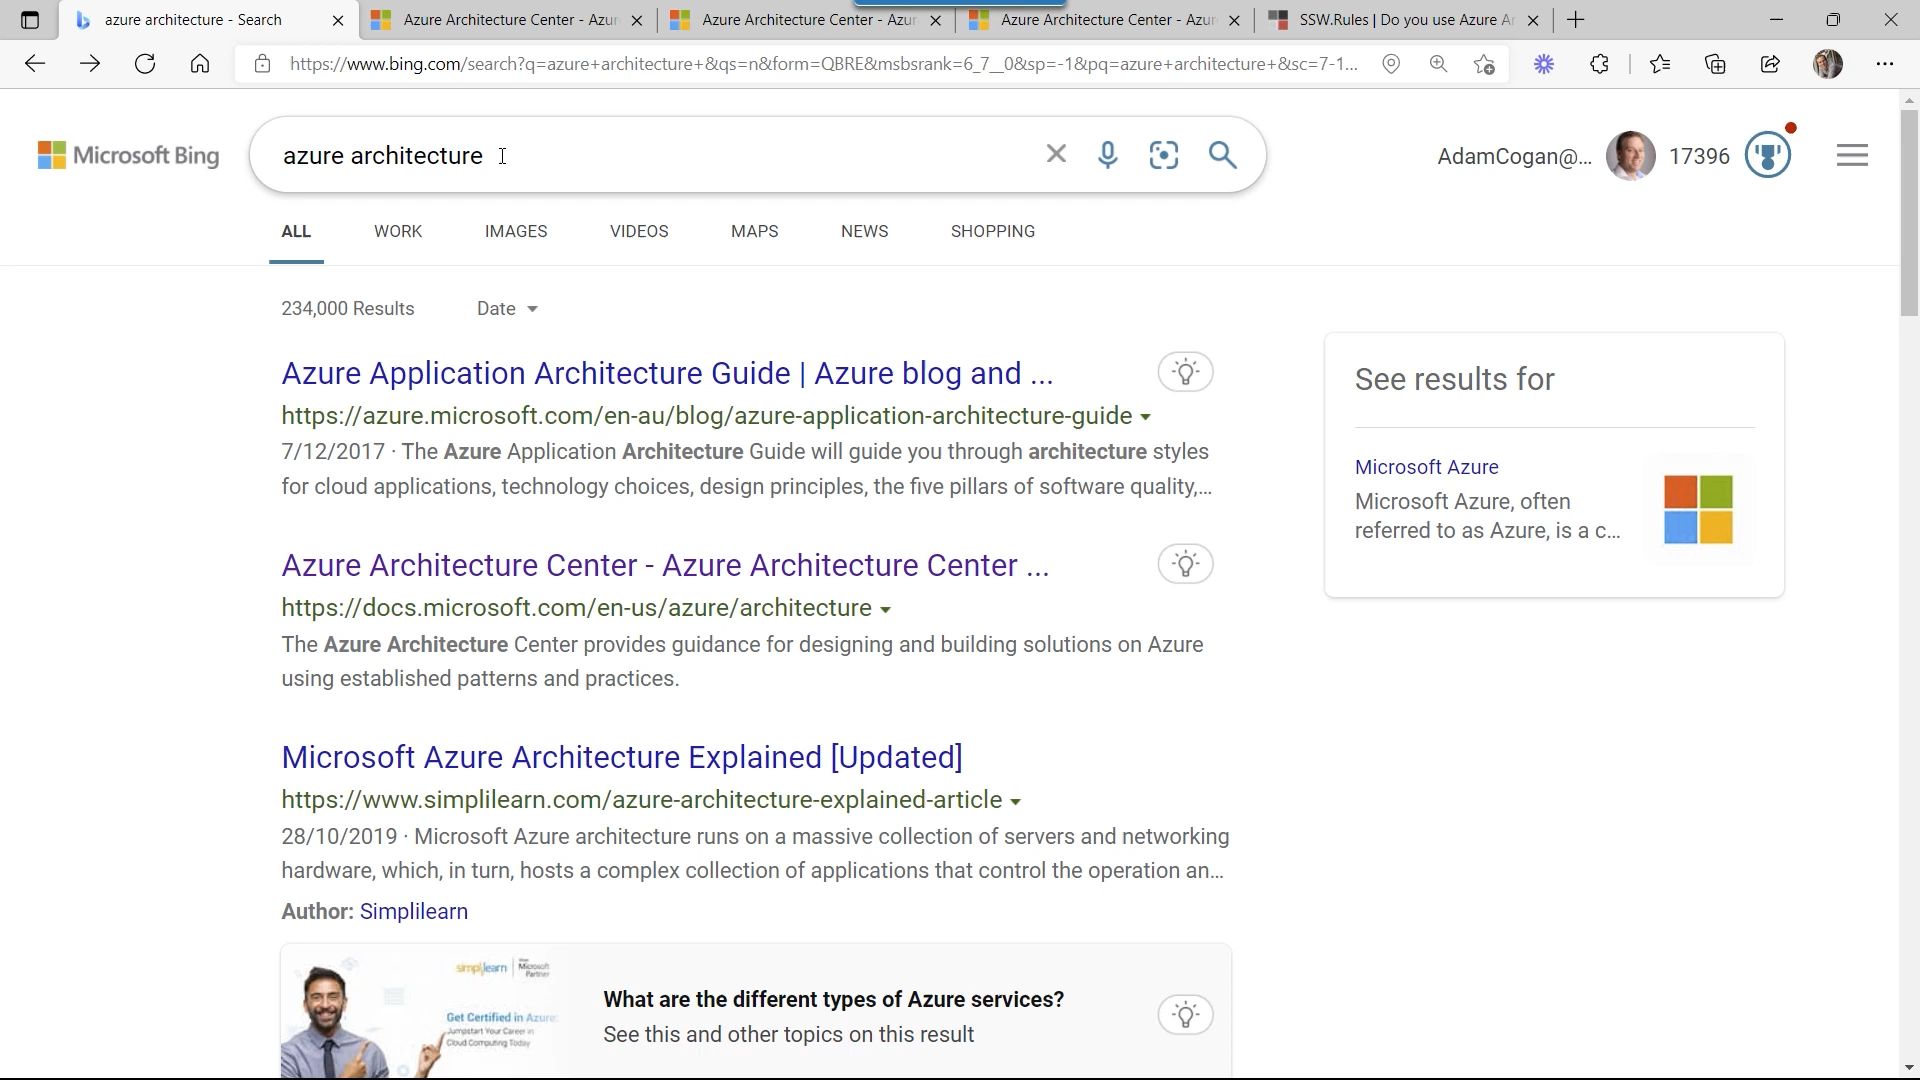 azure architecture - Search
Azure Architecture Center - Azur
Azure Architecture Center - Azur
Azure Architecture Center - Azur
SSW.Rules | Do you use Azure Ar
https://www.bing.com/search?q=azure+architecture+&qs=n&form=QBRE&msbsrank=6_7__0&sp=-1&pq=azure+architecture+&sc=7-1...
Microsoft Bing
azure architecture
AdamCogan@...
17396
ALL
WORK
IMAGES
VIDEOS
MAPS
NEWS
SHOPPING
234,000 Results
Date
Azure Application Architecture Guide | Azure blog and ...
https://azure.microsoft.com/en-au/blog/azure-application-architecture-guide
7/12/2017 · The Azure Application Architecture Guide will guide you through architecture styles
for cloud applications, technology choices, design principles, the five pillars of software quality,...
See results for
Microsoft Azure
Microsoft Azure, often
referred to as Azure, is a c...
Azure Architecture Center - Azure Architecture Center ...
https://docs.microsoft.com/en-us/azure/architecture
The Azure Architecture Center provides guidance for designing and building solutions on Azure
using established patterns and practices.
Microsoft Azure Architecture Explained [Updated]
https://www.simplilearn.com/azure-architecture-explained-article
28/10/2019 · Microsoft Azure architecture runs on a massive collection of servers and networking
hardware, which, in turn, hosts a complex collection of applications that control the operation an...
Author: Simplilearn
simplilearn
Microsoft
Partner
Get Certified in Azure:
Jumpstart Your Career in
Cloud Computing Today
What are the different types of Azure services?
See this and other topics on this result